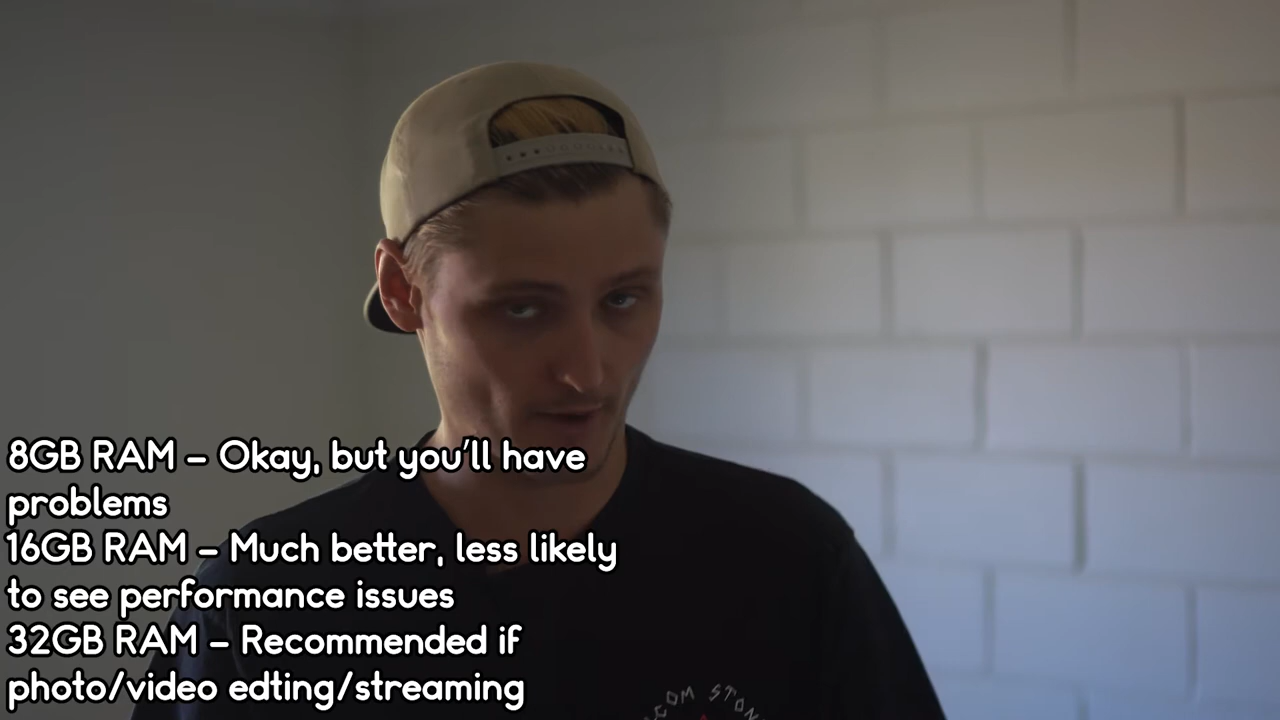 8GB RAM – Okay, but you'll have
problems
16GB RAM – Much better, less likely
to see performance issues
32GB RAM – Recommended if
photo/video edting/streaming